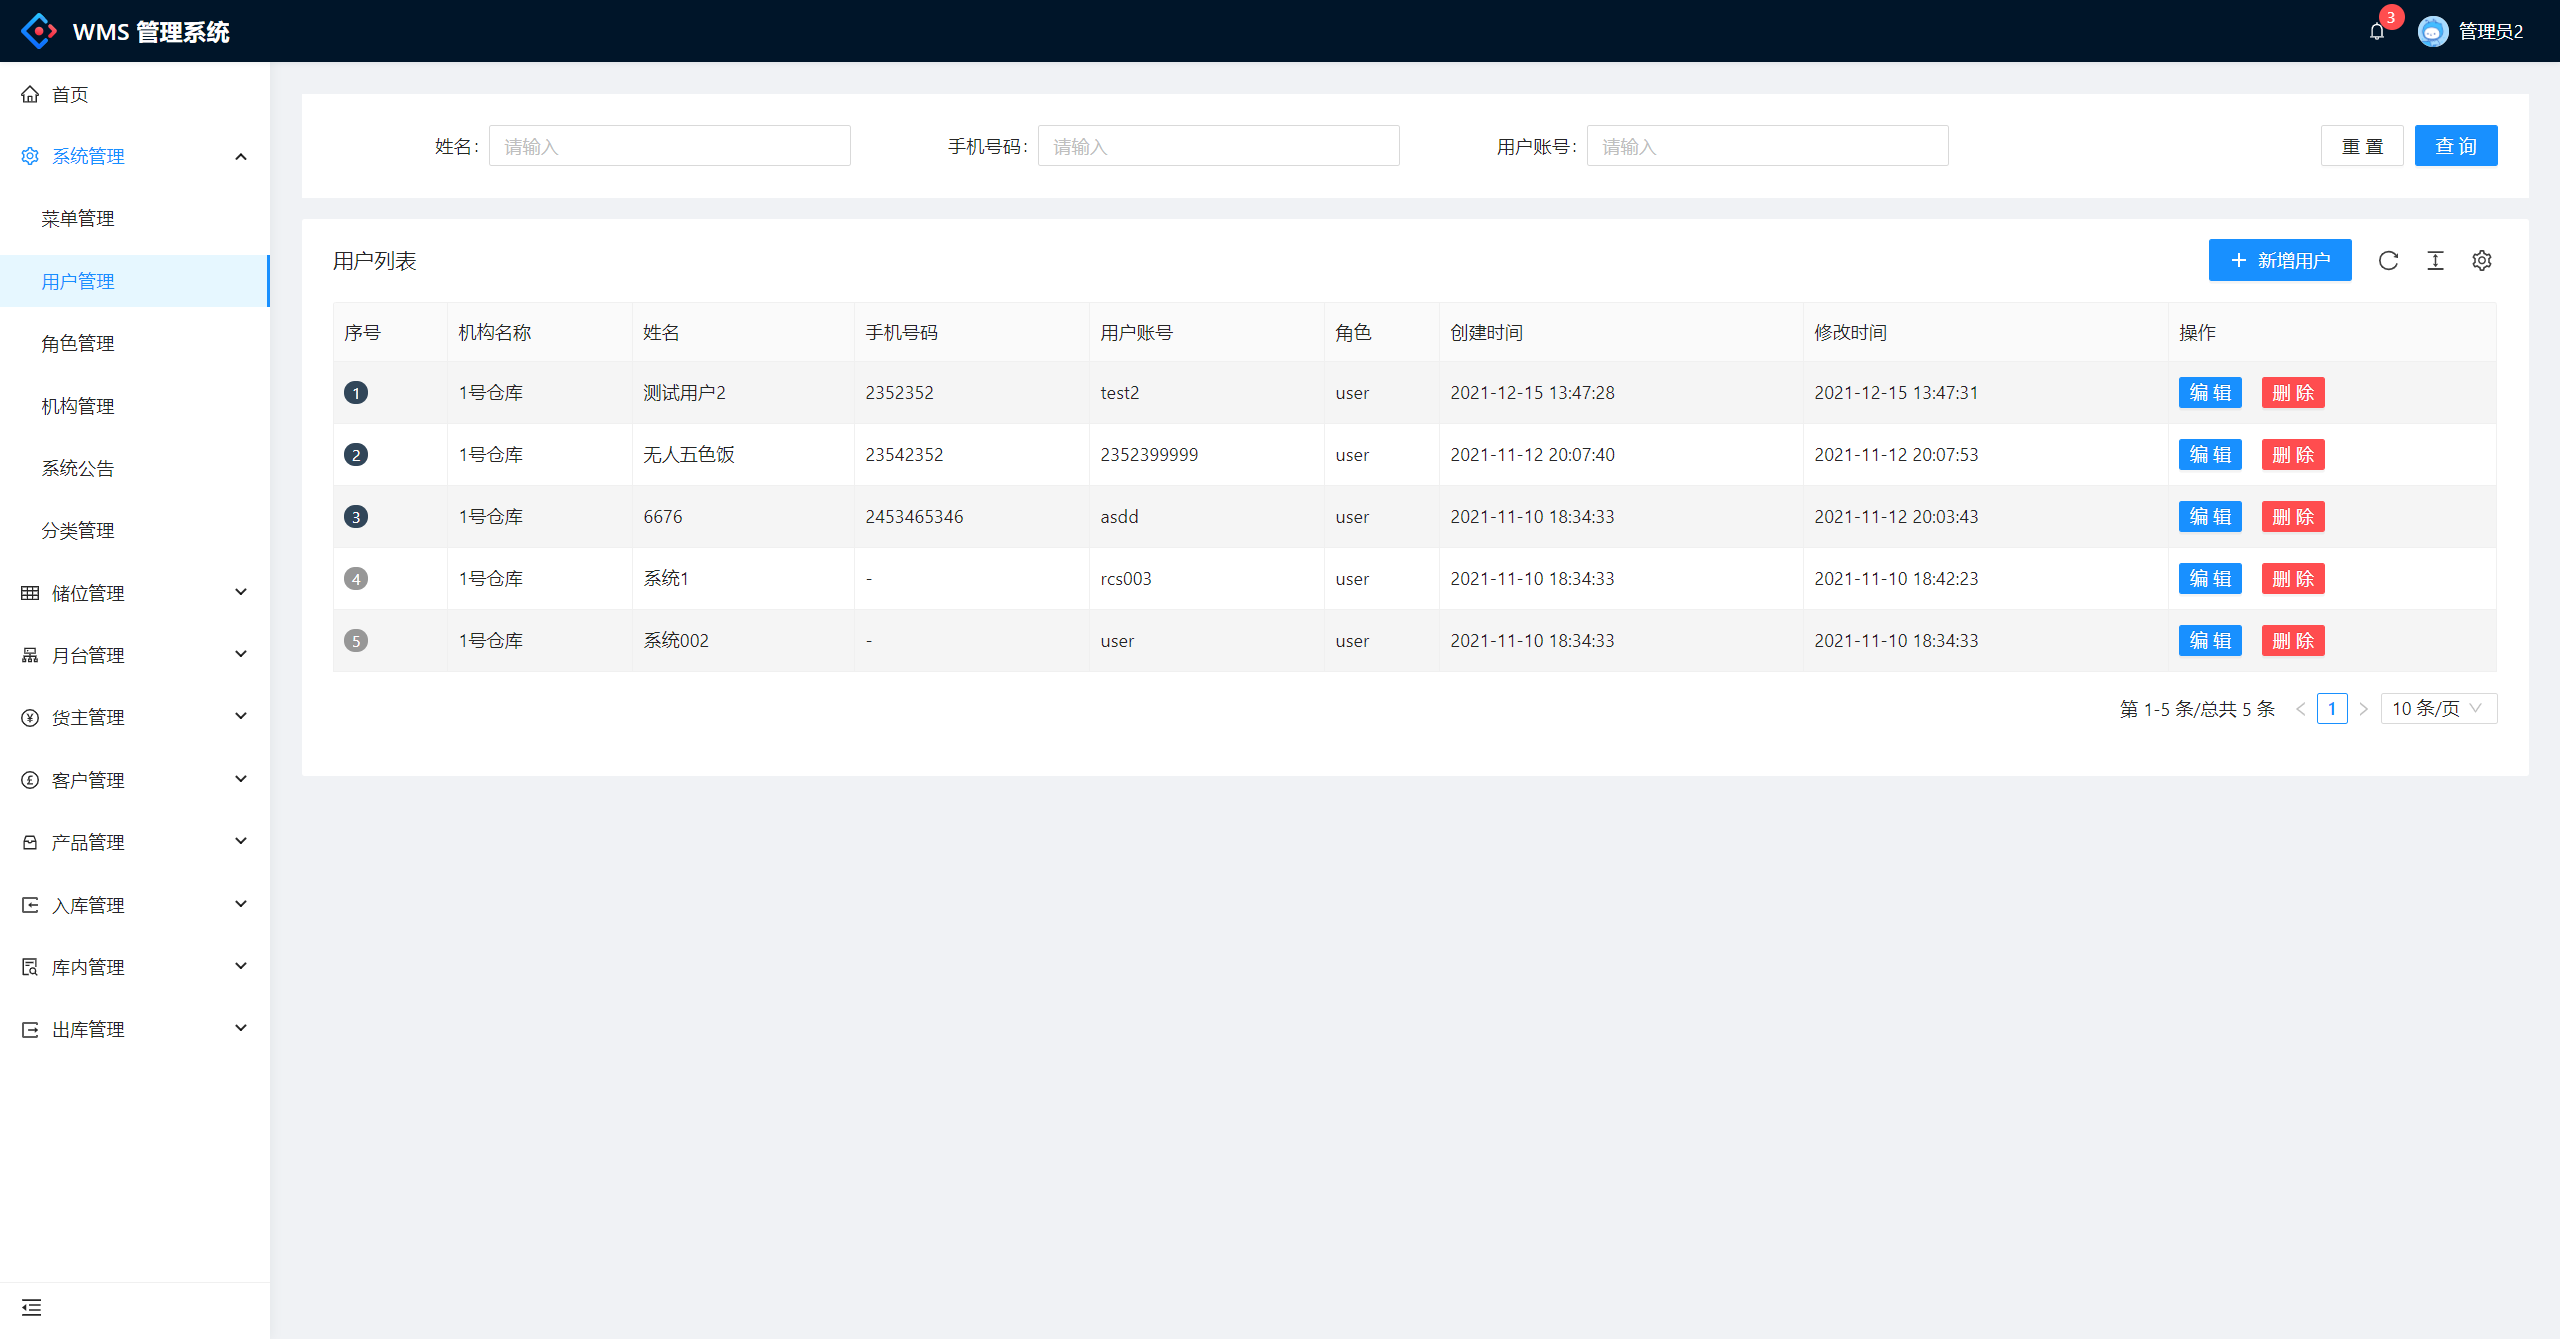 WMS 管理系统
3
管理员2
首页
系统管理
菜单管理
用户管理
角色管理
机构管理
系统公告
分类管理
储位管理
月台管理
货主管理
客户管理
产品管理
入库管理
库内管理
出库管理
姓名: 请输入 手机号码: 请输入 用户账号: 请输入 重 置 查 询
用户列表 新增用户
序号 机构名称 姓名 手机号码 用户账号 角色 创建时间 修改时间 操作
1 1号仓库 测试用户2 2352352 test2 user 2021-12-15 13:47:28 2021-12-15 13:47:31 编 辑 删 除
2 1号仓库 无人五色饭 23542352 2352399999 user 2021-11-12 20:07:40 2021-11-12 20:07:53 编 辑 删 除
3 1号仓库 6676 2453465346 asdd user 2021-11-10 18:34:33 2021-11-12 20:03:43 编 辑 删 除
4 1号仓库 系统1 - rcs003 user 2021-11-10 18:34:33 2021-11-10 18:42:23 编 辑 删 除
5 1号仓库 系统002 - user user 2021-11-10 18:34:33 2021-11-10 18:34:33 编 辑 删 除
第 1-5 条/总共 5 条 < 1 > 10 条/页